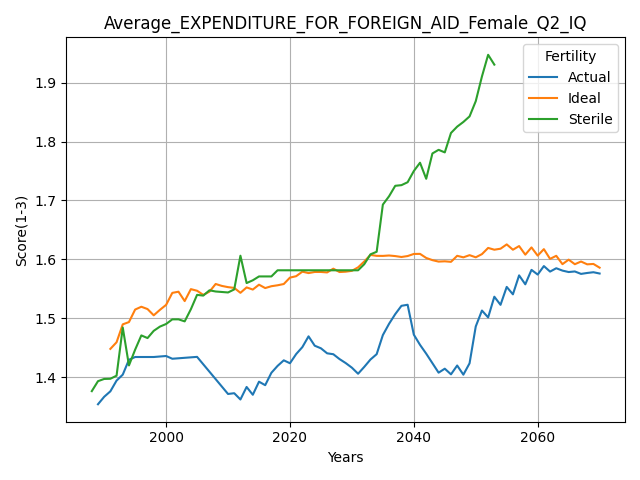 Average_EXPENDITURE_FOR_FOREIGN_AID_Female_Q2_IQ
Fertility
Actual
Ideal
Sterile
Score(1-3)
1.9
1.8
1.7
1.6
1.5
1.4
2000 2020 2040 2060
Years